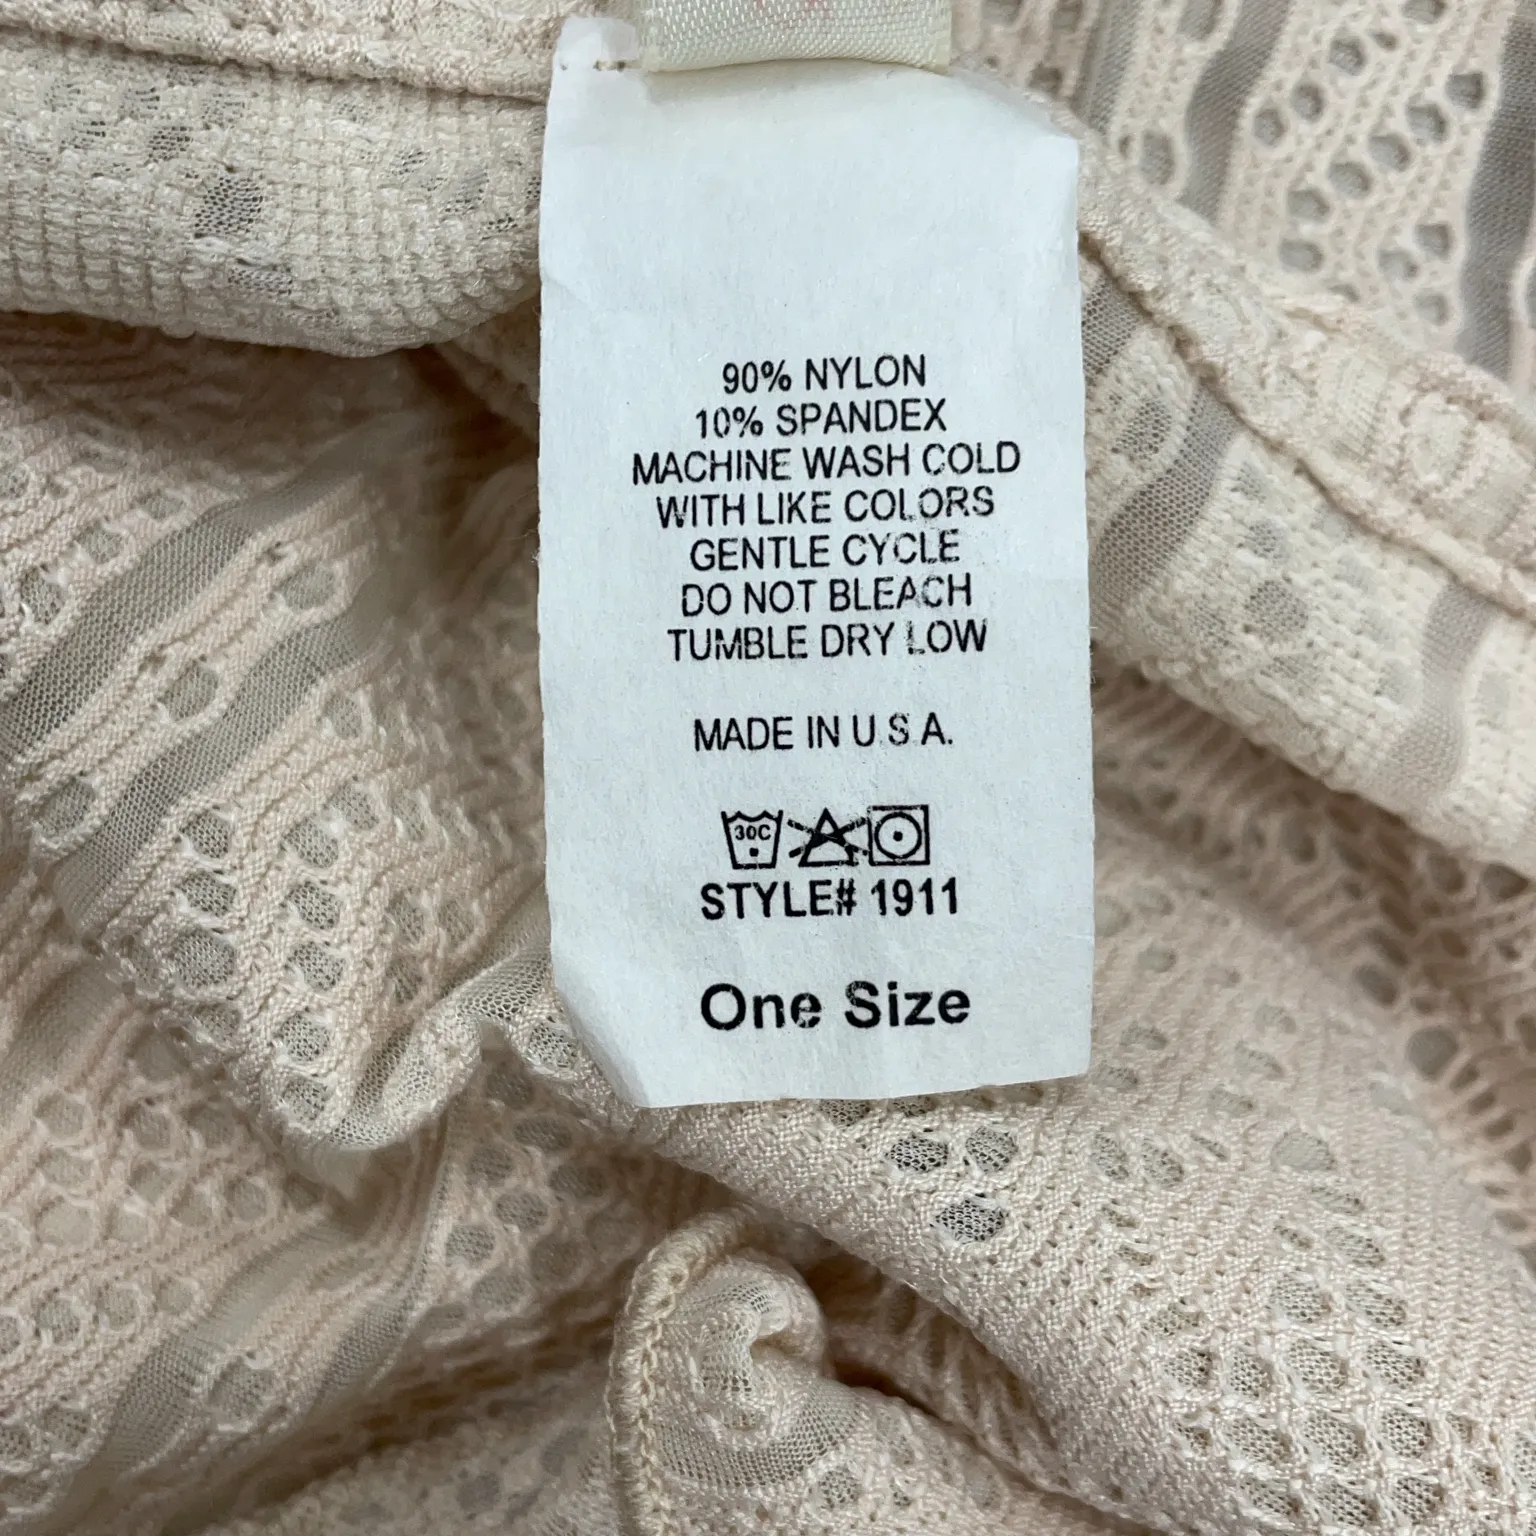 90% NYLON
10% SPANDEX
MACHINE WASH COLD
WITH LIKE COLORS
GENTLE CYCLE
DO NOT BLEACH
TUMBLE DRY LOW
MADE IN U S A.
30C
STYLE# 1911
One Size